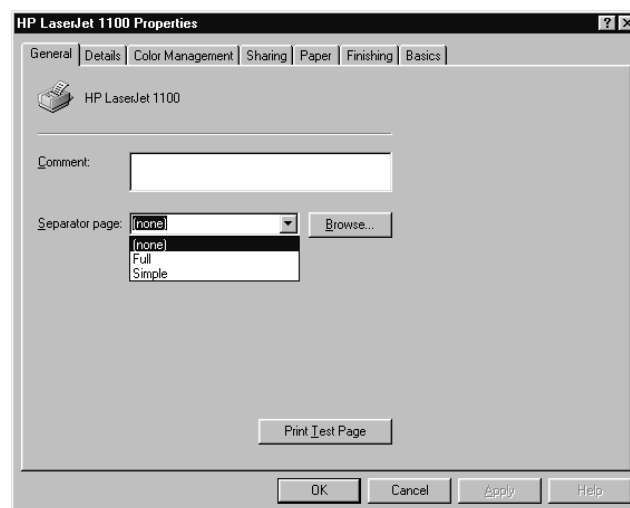 HP LaserJet 1100 Properties ? ×
General Details Color Management Sharing Paper Finishing Basics
HP LaserJet 1100
Comment:
Separator page: (none) Browse...
(none)
Full
Simple
Print Test Page
OK Cancel Apply Help